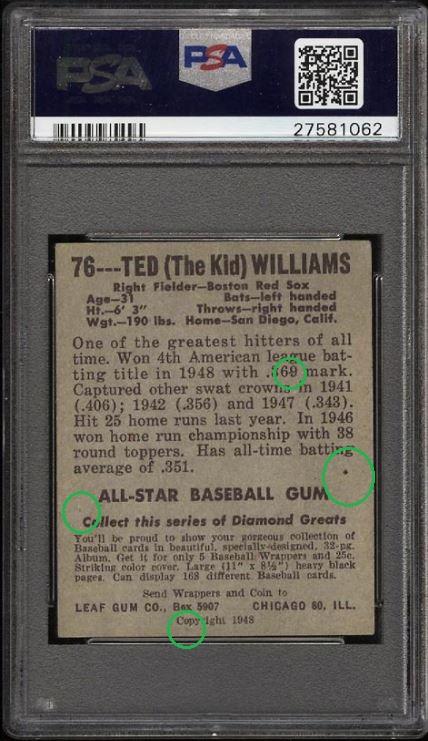 PSA
PSA
27581062
76---TED (The Kid) WILLIAMS
Right Fielder—Boston Red Sox
Age—31 Bats—left handed
Ht.—6' 3" Throws—right handed
Wgt.—190 lbs. Home—San Diego, Calif.
One of the greatest hitters of all
time. Won 4th American league bat-
ting title in 1948 with .369 mark.
Captured other swat crowns in 1941
(.406); 1942 (.356) and 1947 (.343).
Hit 25 home runs last year. In 1946
won home run championship with 38
round toppers. Has all-time batting
average of .351.
ALL-STAR BASEBALL GUM
Collect this series of Diamond Greats
You'll be proud to show your gorgeous collection of
Baseball cards in beautiful, specially-designed, 32-pg.
Album. Get it for only 5 Baseball Wrappers and 25c.
Striking color cover. Large (11" x 8½") heavy black
pages. Can display 168 different Baseball cards.
Send Wrappers and Coin to
LEAF GUM CO., Box 5907 CHICAGO 80, ILL.
Copyright 1948